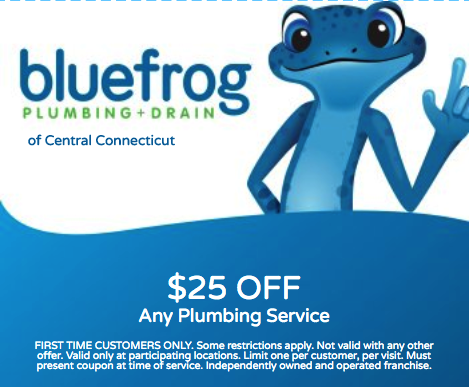 bluefrog
PLUMBING + DRAIN
of Central Connecticut
$25 OFF
Any Plumbing Service
FIRST TIME CUSTOMERS ONLY. Some restrictions apply. Not valid with any other
offer. Valid only at participating locations. Limit one per customer, per visit. Must
present coupon at time of service. Independently owned and operated franchise.